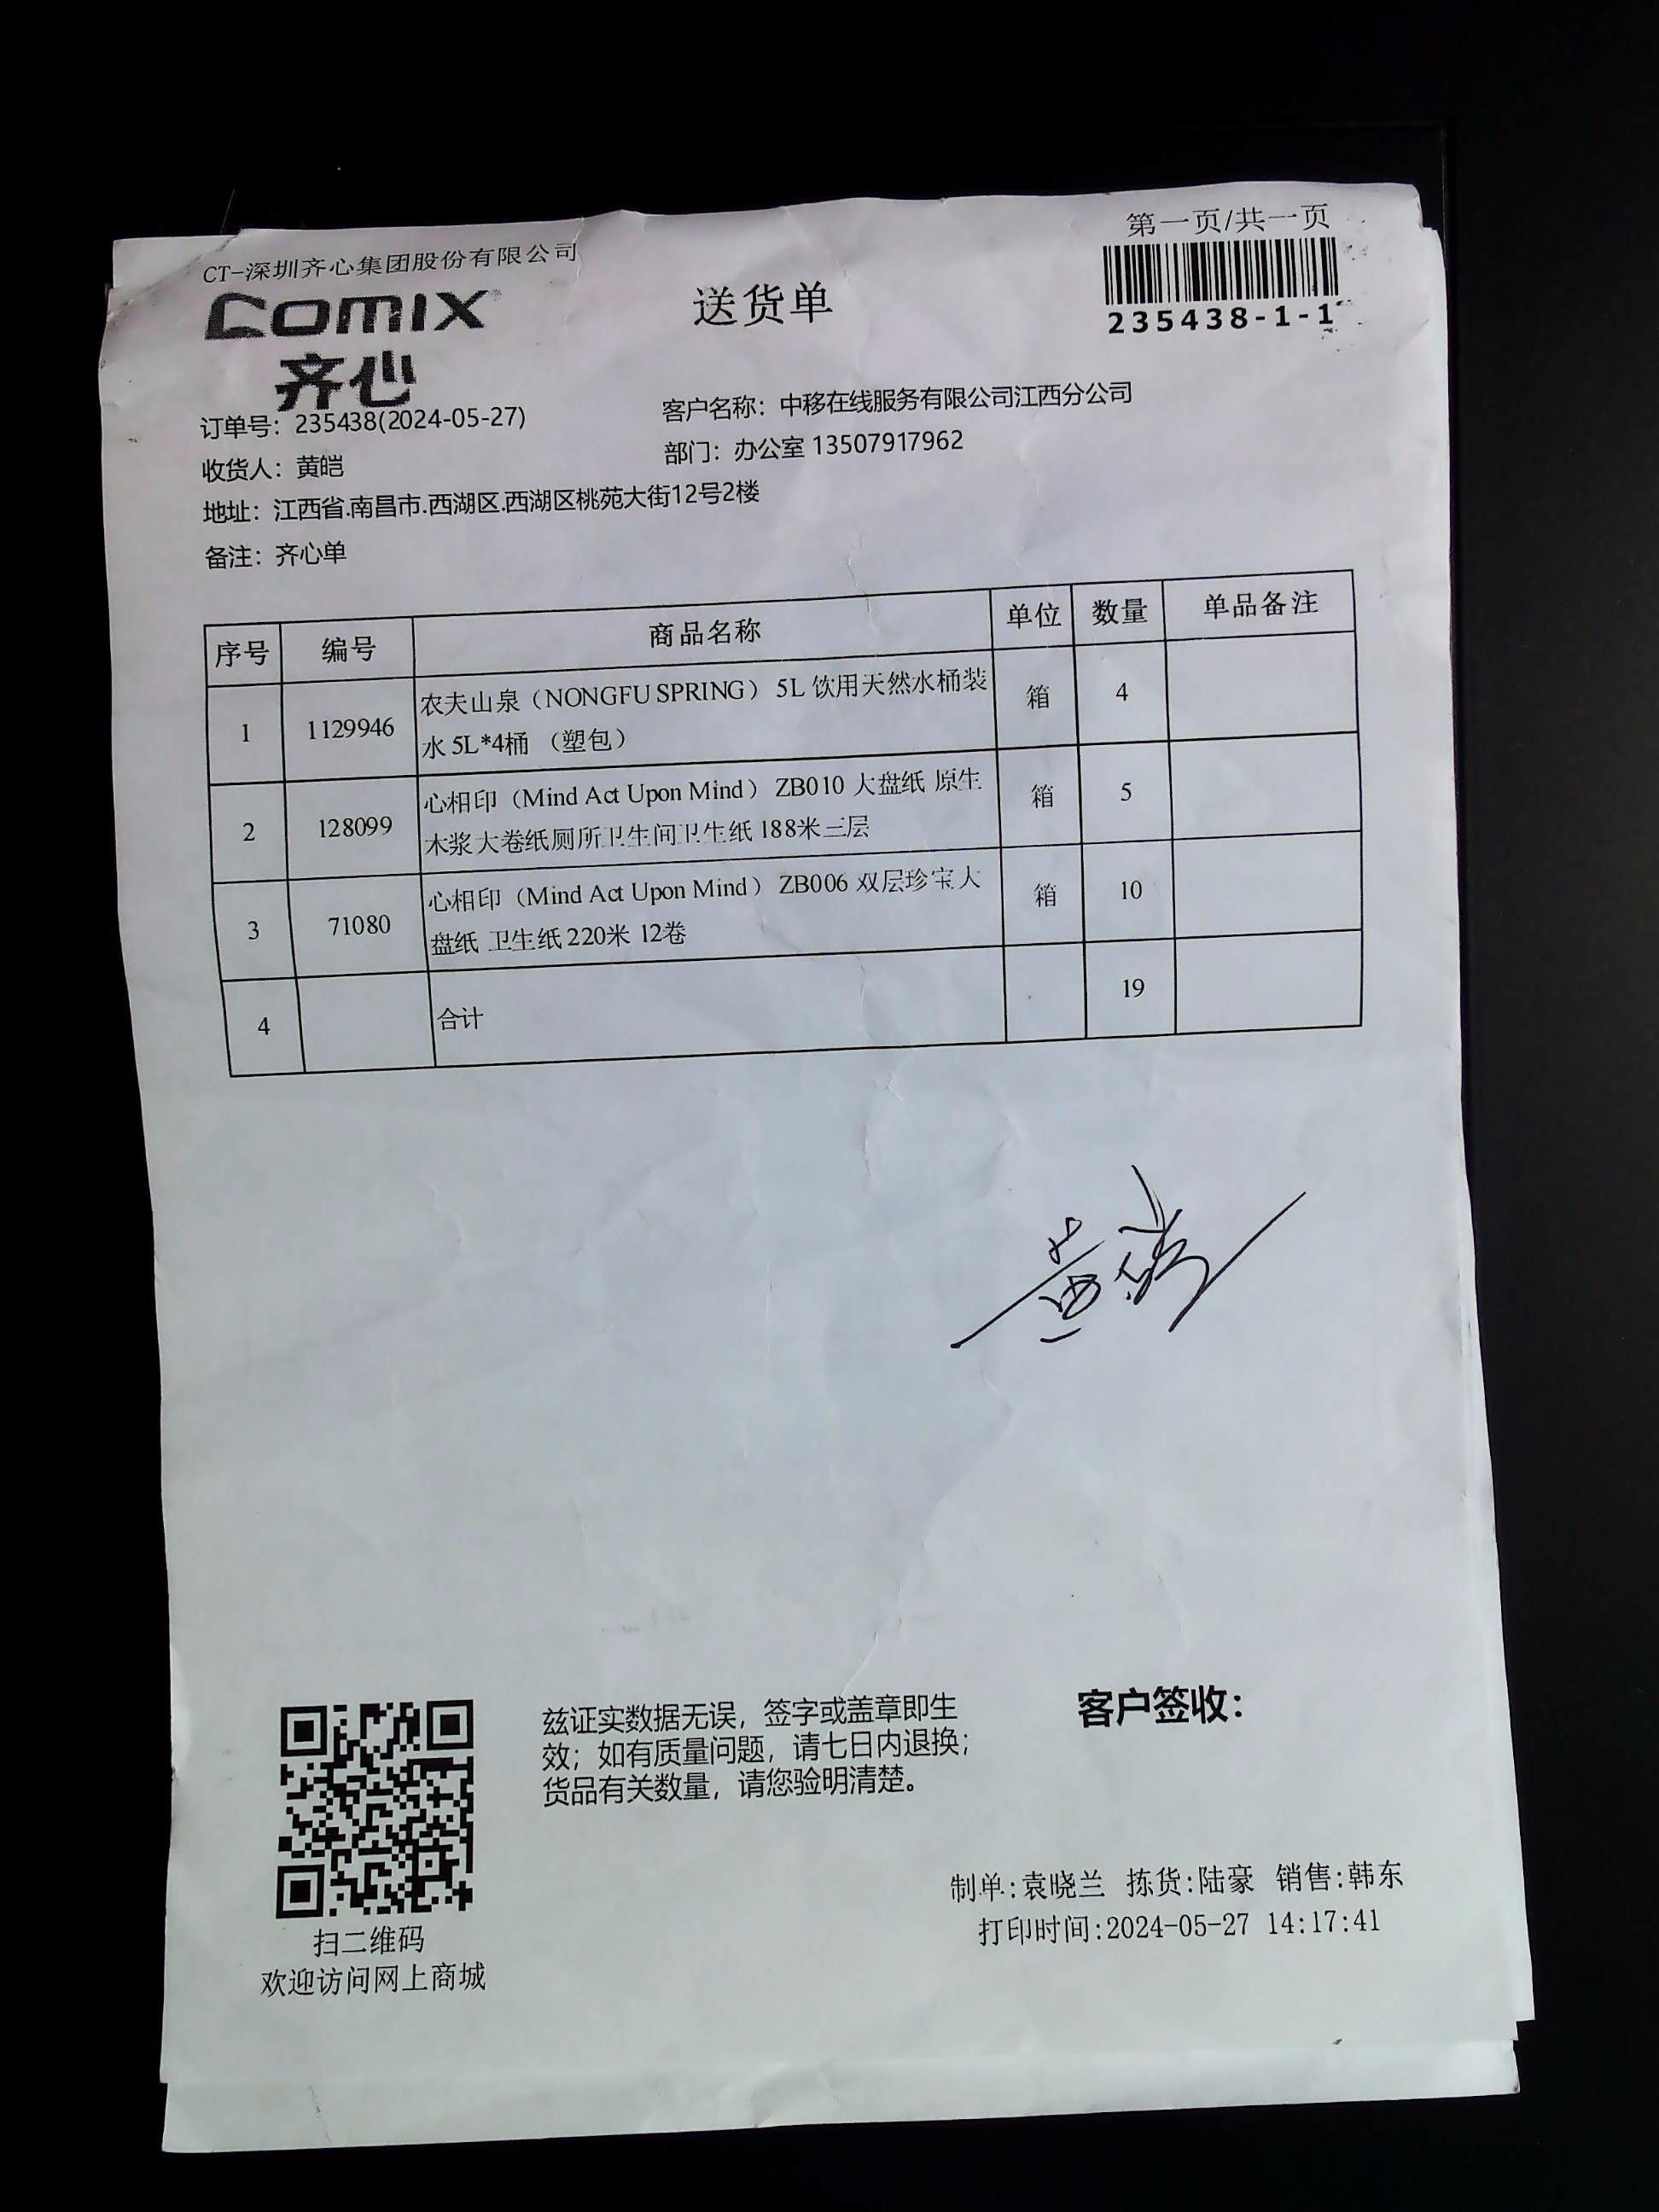 第一页/共一页
CT-深圳齐心集团股份有限公司
COMIX
齐心
送货单
235438-1-1
订单号：235438(2024-05-27)
客户名称：中移在线服务有限公司江西分公司
收货人：黄皑
部门：办公室 13507917962
地址：江西省.南昌市.西湖区.西湖区桃苑大街12号2楼
备注：齐心单
序号 编号 商品名称 单位 数量 单品备注
1 1129946 农夫山泉（NONGFU SPRING） 5L 饮用天然水桶装 箱 4
水 5L*4桶 （塑包）
2 128099 心相印（Mind Act Upon Mind） ZB010 大盘纸 原生 箱 5
木浆大卷纸厕所卫生间卫生纸 188米三层
3 71080 心相印（Mind Act Upon Mind） ZB006 双层珍宝大 箱 10
盘纸 卫生纸 220米 12卷
4 合计 19
黄皑
兹证实数据无误，签字或盖章即生
效；如有质量问题，请七日内退换；
货品有关数量，请您验明清楚。
客户签收：
扫二维码
欢迎访问网上商城
制单:袁晓兰 拣货:陆豪 销售:韩东
打印时间:2024-05-27 14:17:41